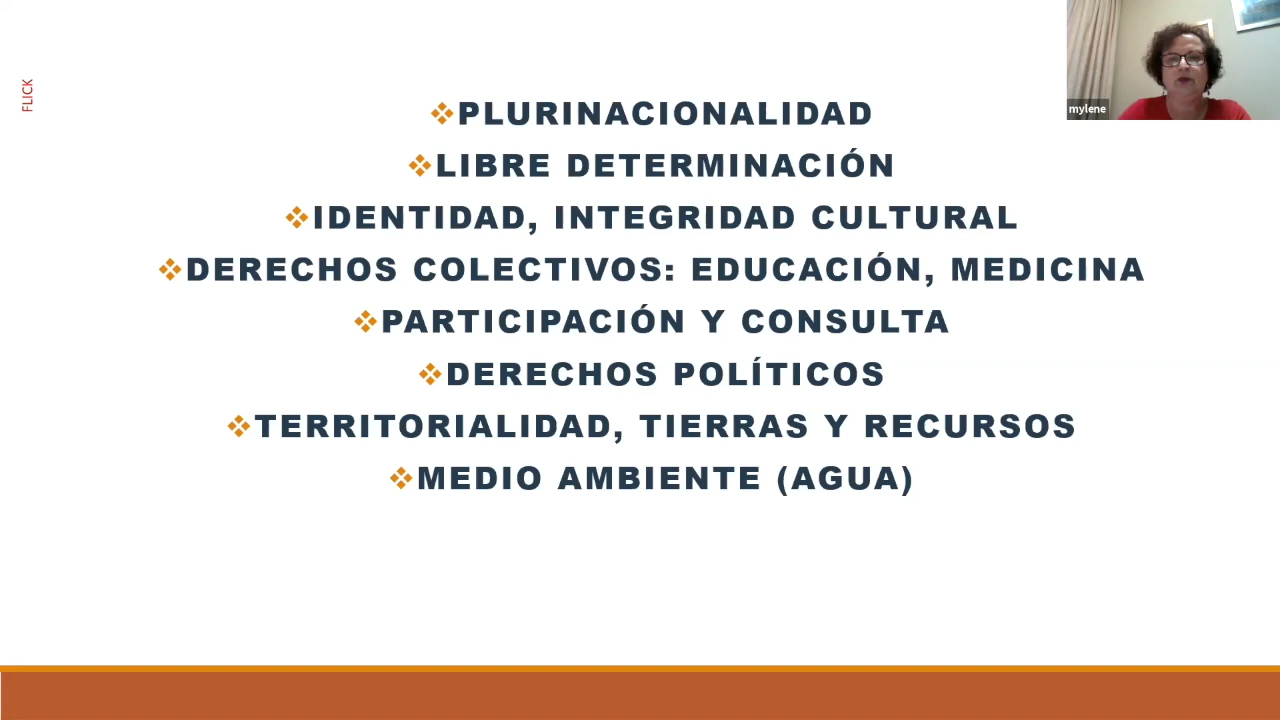 FLICK
PLURINACIONALIDAD
LIBRE DETERMINACIÓN
IDENTIDAD, INTEGRIDAD CULTURAL
DERECHOS COLECTIVOS: EDUCACIÓN, MEDICINA
PARTICIPACIÓN Y CONSULTA
DERECHOS POLÍTICOS
TERRITORIALIDAD, TIERRAS Y RECURSOS
MEDIO AMBIENTE (AGUA)
mylene